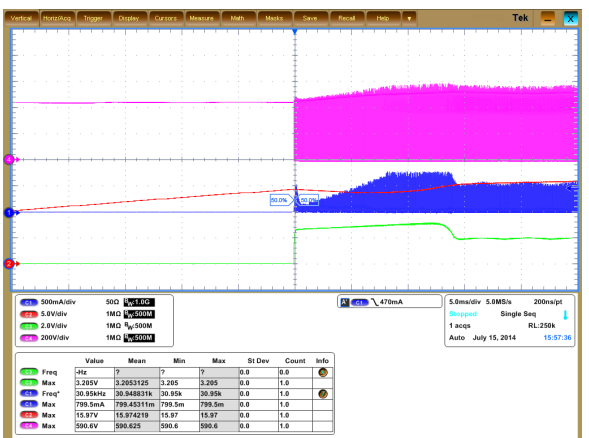 Vertical Horiz/Acq Trigger Display Cursors Measure Math Masks Save Recall Help Tek X
4
50.0% 50.0%
1
2
C1 500mA/div 50Ω BW:1.0G
C2 5.0V/div 1MΩ BW:500M
C3 2.0V/div 1MΩ BW:500M
C4 200V/div 1MΩ BW:500M
A' C1 \ 470mA
5.0ms/div 5.0MS/s 200ns/pt
Stopped Single Seq
1 acqs RL:250k
Auto July 15, 2014 15:57:36
Value Mean Min Max St Dev Count Info
C3 Freq -Hz ? ? ? 0.0 0.0
C3 Max 3.205V 3.2053125 3.205 3.205 0.0 1.0
C1 Freq* 30.95kHz 30.948831k 30.95k 30.95k 0.0 1.0
C1 Max 799.5mA 799.45311m 799.5m 799.5m 0.0 1.0
C2 Max 15.97V 15.974219 15.97 15.97 0.0 1.0
C4 Max 590.6V 590.625 590.6 590.6 0.0 1.0